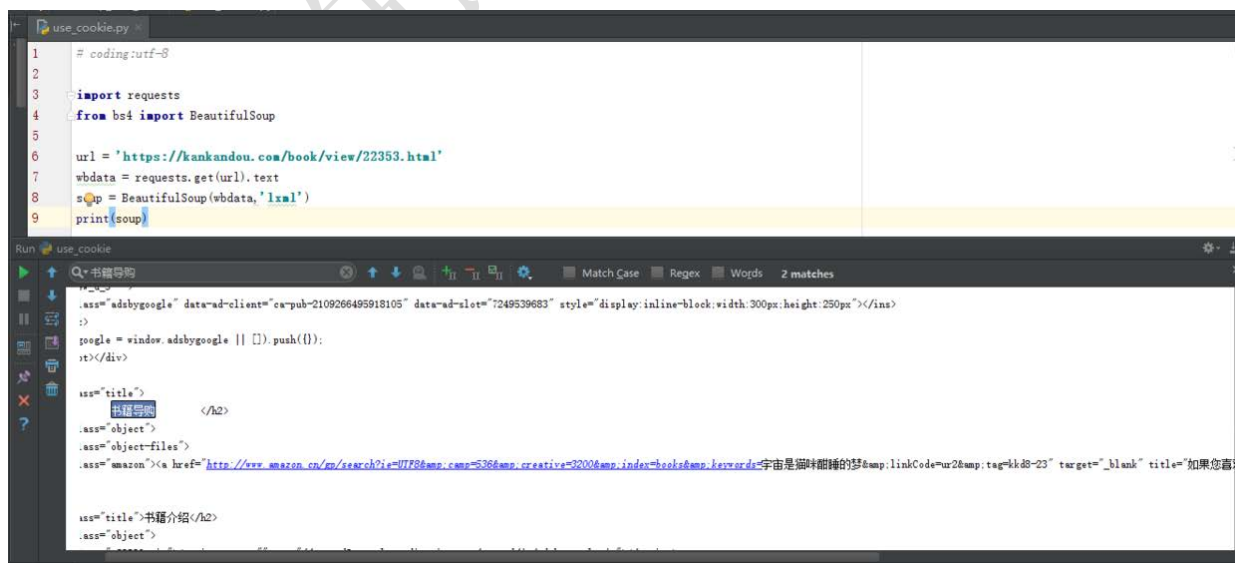 use_cookie.py
1 # coding:utf-8
2
3 import requests
4 from bs4 import BeautifulSoup
5
6 url = 'https://kankandou.com/book/view/22353.html'
7 wbdata = requests.get(url).text
8 soup = BeautifulSoup(wbdata,'lxml')
9 print(soup)
Run use_cookie
书籍导购 Match Case Regex Words 2 matches
.ass="adsbygoogle" data-ad-client="ca-pub-2109266495918105" data-ad-slot="7249539683" style="display:inline-block;width:300px;height:250px"></ins>
:>
google = window.adsbygoogle || []).push({});
pt></div>
ass="title">
书籍导购 </h2>
.ass="object">
.ass="object-files">
.ass="amazon"><a href="http://www.amazon.cn/gp/search?ie=UTF8&amp;camp=536&amp;creative=3200&amp;index=books&amp;keywords=宇宙是猫咪酣睡的梦&amp;linkCode=ur2&amp;tag=kkd8-23" target="_blank" title="如果您喜
ass="title">书籍介绍</h2>
.ass="object">